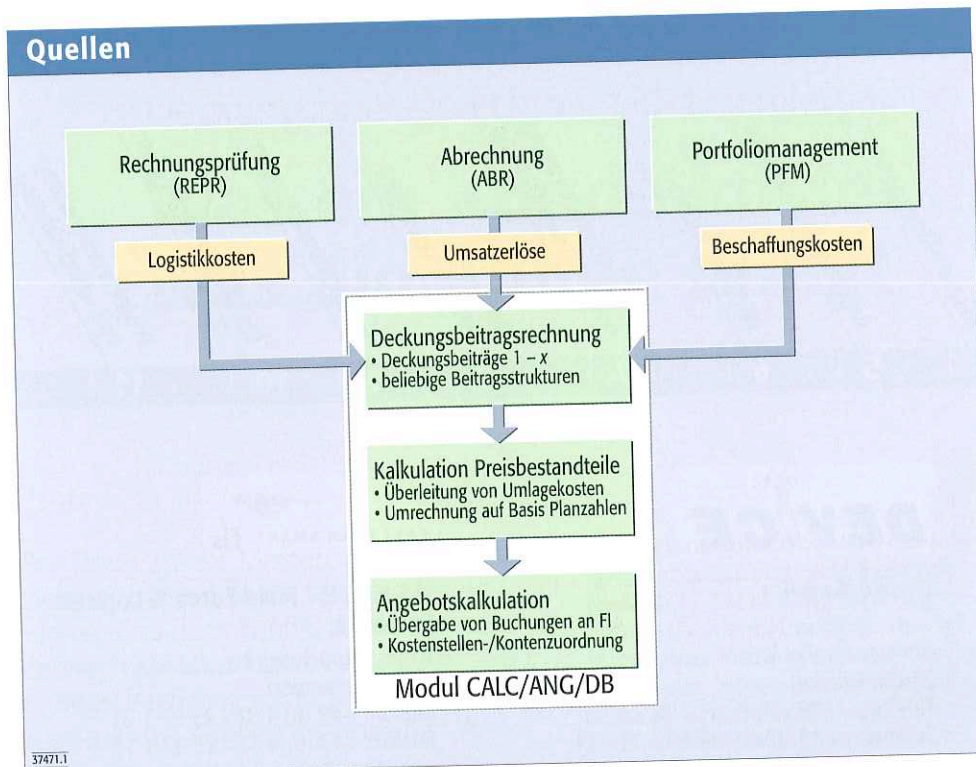 Quellen
Rechnungsprüfung
(REPR)
Abrechnung
(ABR)
Portfoliomanagement
(PFM)
Logistikkosten
Umsatzerlöse
Beschaffungskosten
Deckungsbeitragsrechnung
• Deckungsbeiträge 1 – x
• beliebige Beitragsstrukturen
Kalkulation Preisbestandteile
• Überleitung von Umlagekosten
• Umrechnung auf Basis Planzahlen
Angebotskalkulation
• Übergabe von Buchungen an FI
• Kostenstellen-/Kontenzuordnung
Modul CALC/ANG/DB
37471.1